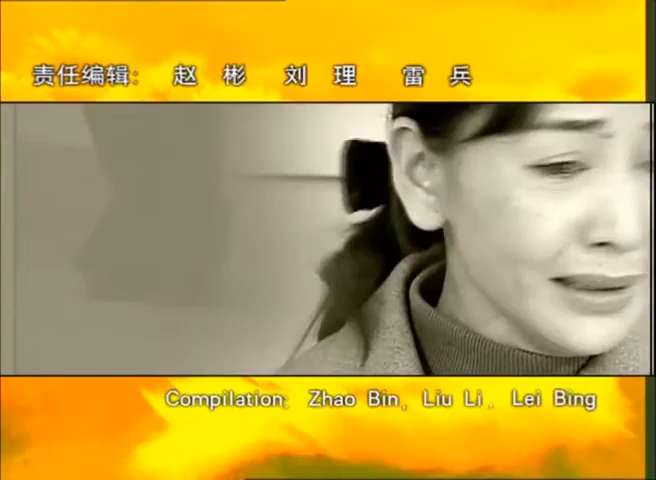 责任编辑： 赵 彬 刘 理 雷 兵
Compilation: Zhao Bin, Liu Li, Lei Bing